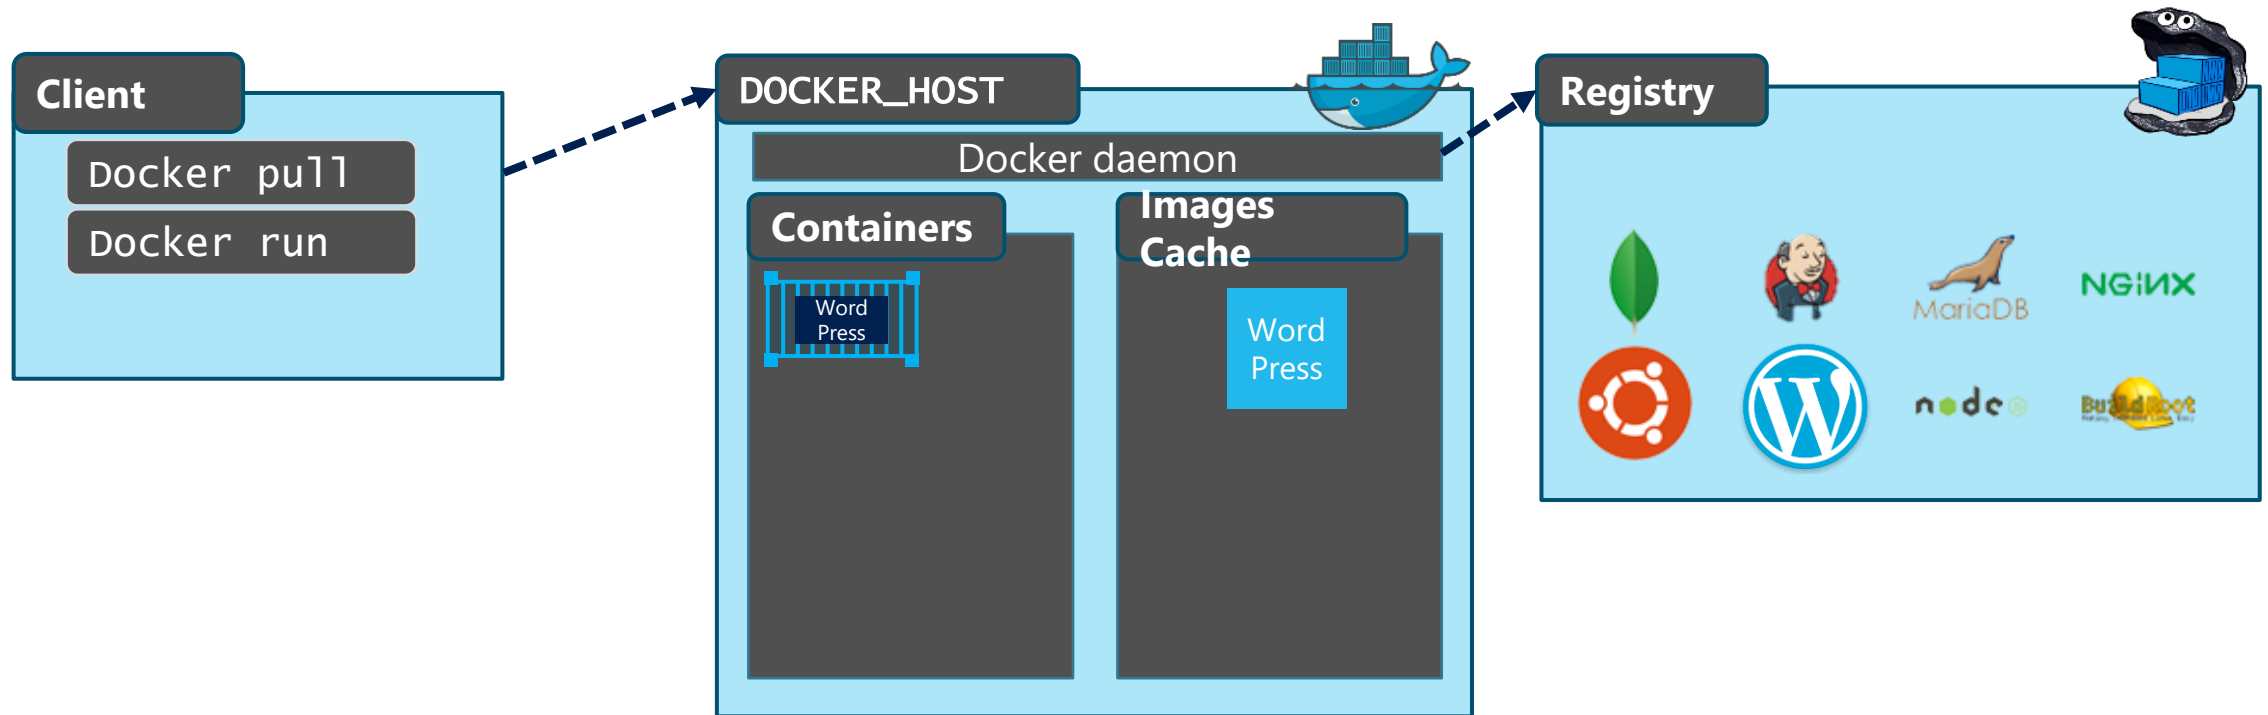 Client
Docker pull
Docker run
DOCKER_HOST
Docker daemon
Containers
Word
Press
Images
Cache
Word
Press
Registry
MariaDB
NGiNX
W
node
BuildRoot